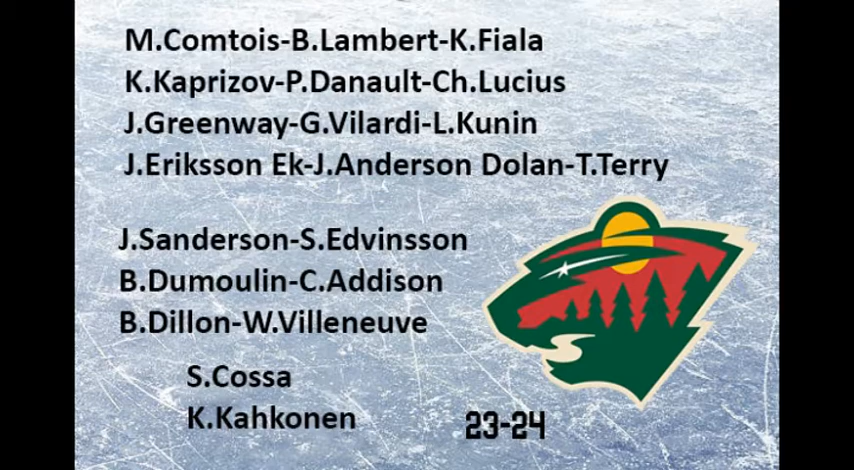 M.Comtois-B.Lambert-K.Fiala
K.Kaprizov-P.Danault-Ch.Lucius
J.Greenway-G.Vilardi-L.Kunin
J.Eriksson Ek-J.Anderson Dolan-T.Terry
J.Sanderson-S.Edvinsson
B.Dumoulin-C.Addison
B.Dillon-W.Villeneuve
S.Cossa
K.Kahkonen
23-24